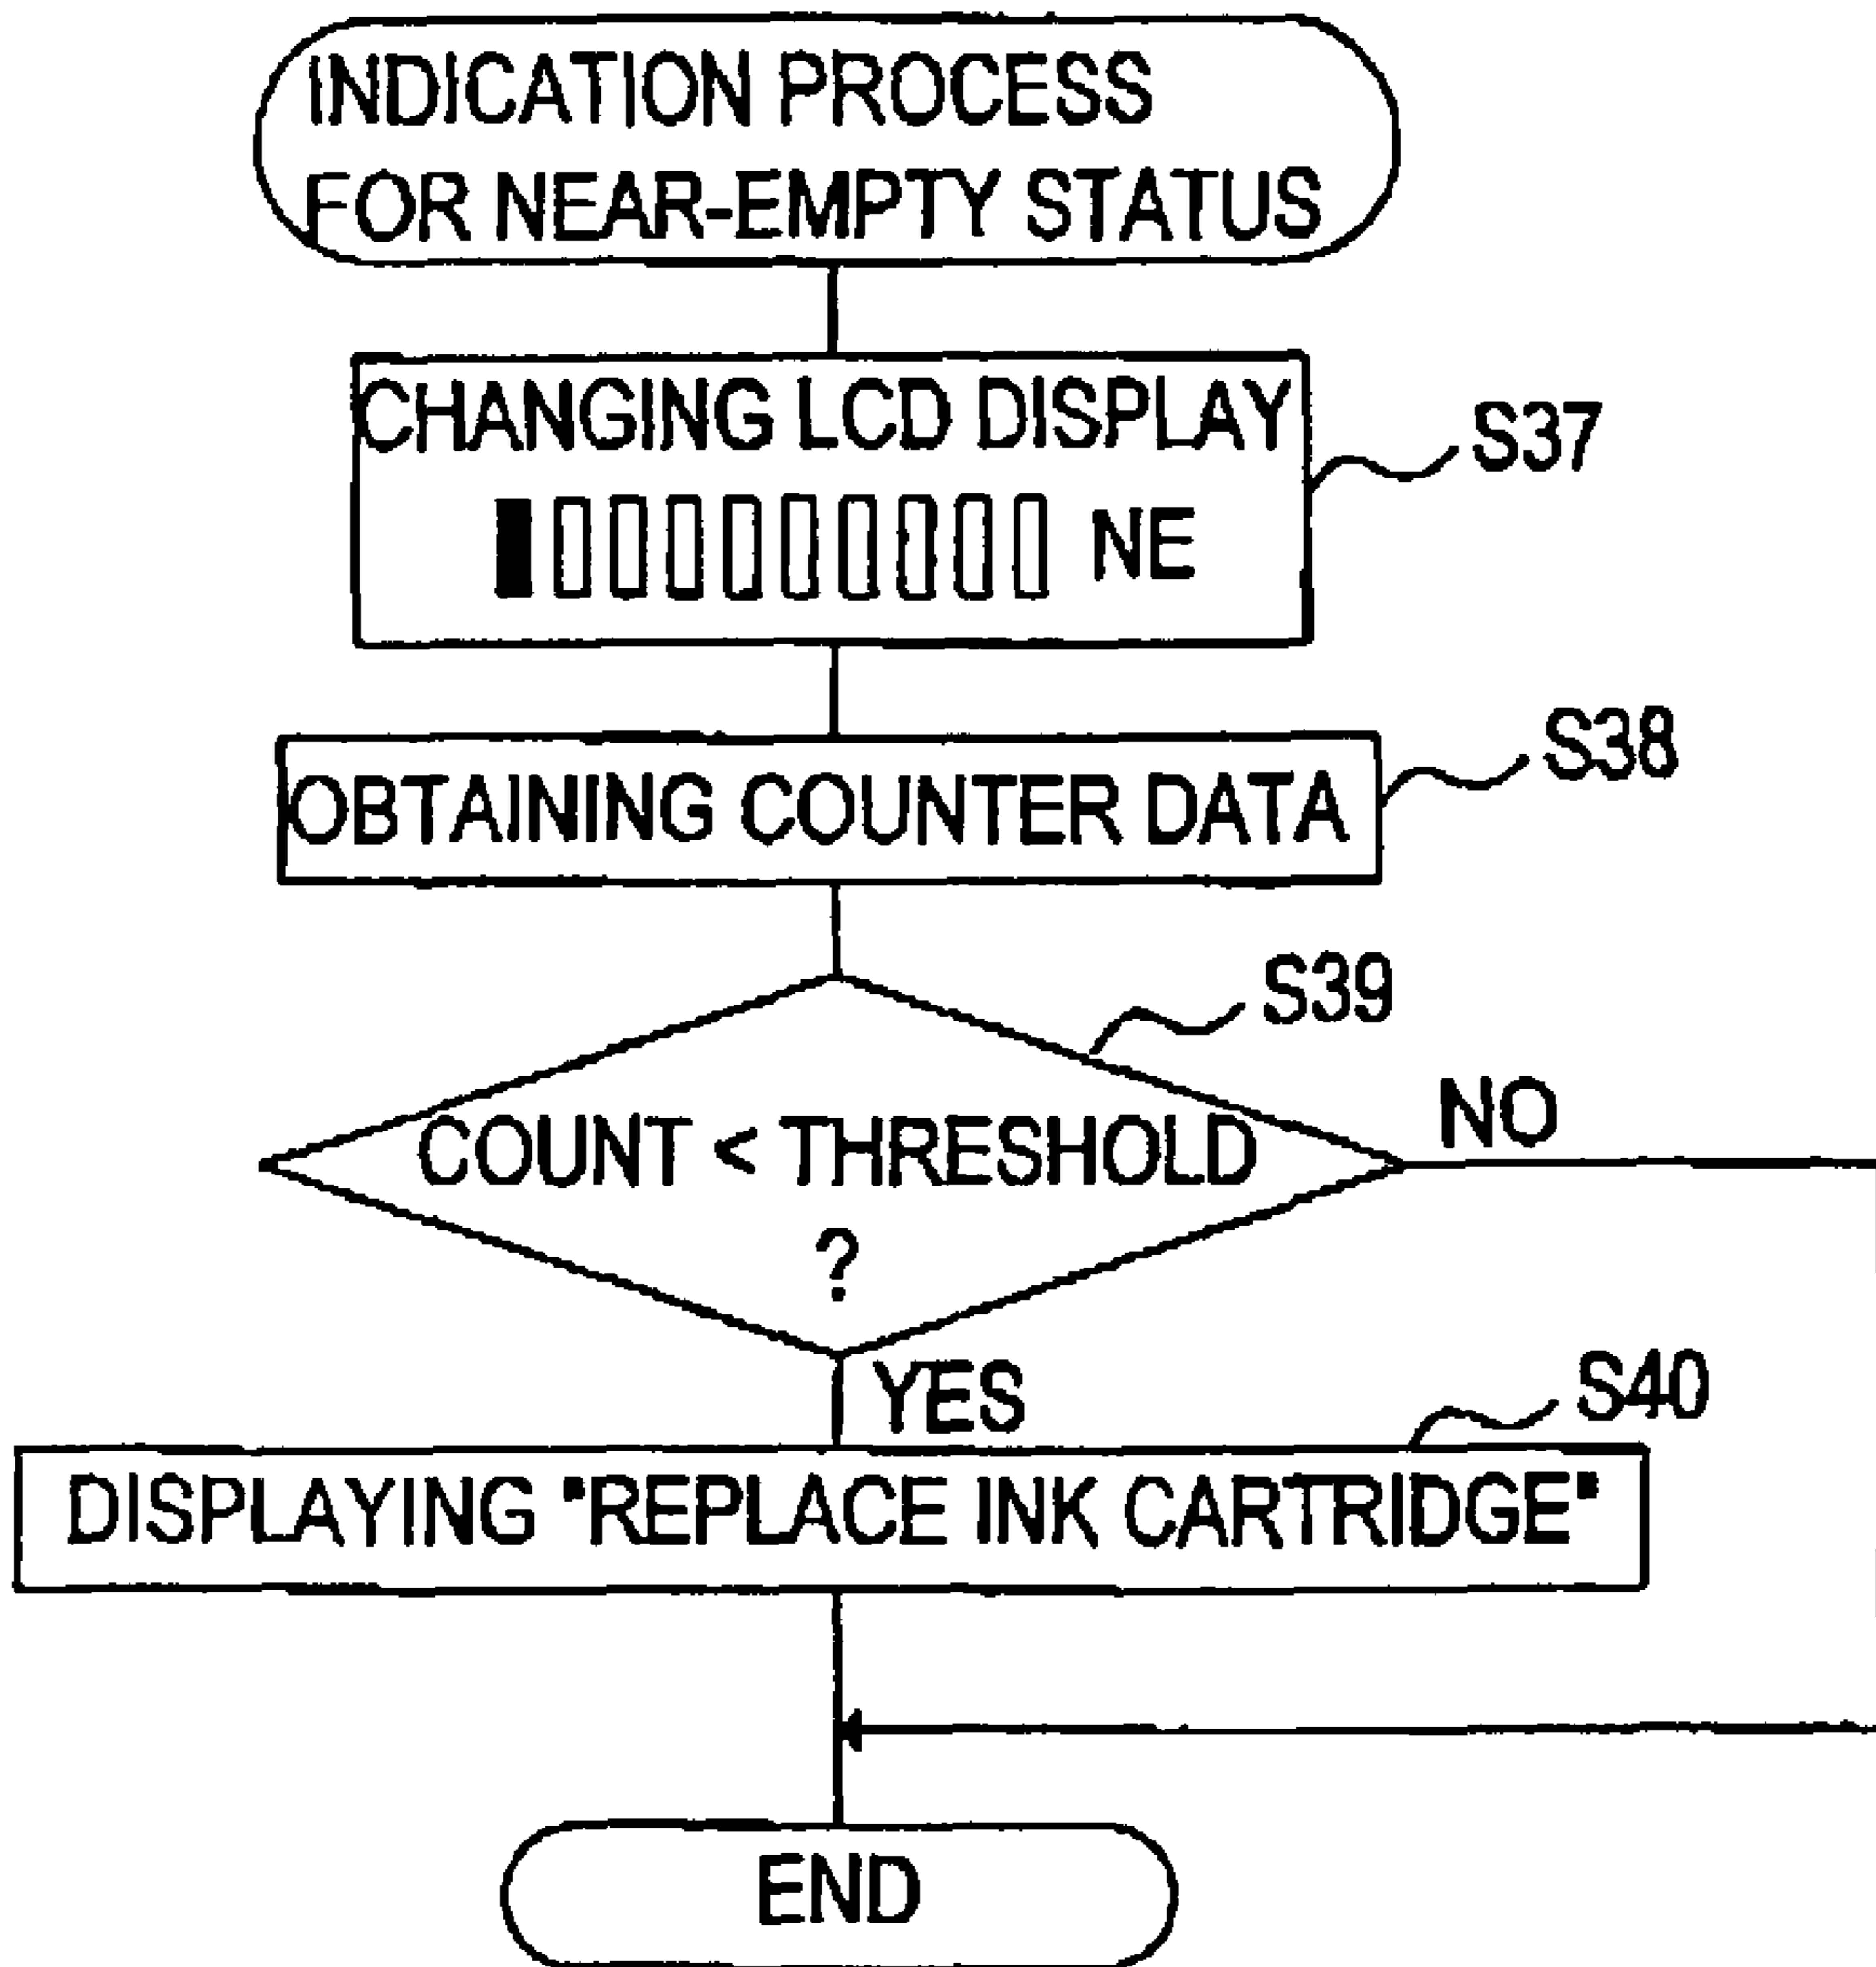 INDICATION PROCESS
FOR NEAR-EMPTY STATUS
CHANGING LCD DISPLAY
S37
NE
S38
OBTAINING COUNTER DATA
S39
COUNT < THRESHOLD
?
NO
YES
S40
DISPLAYING "REPLACE INK CARTRIDGE"
END